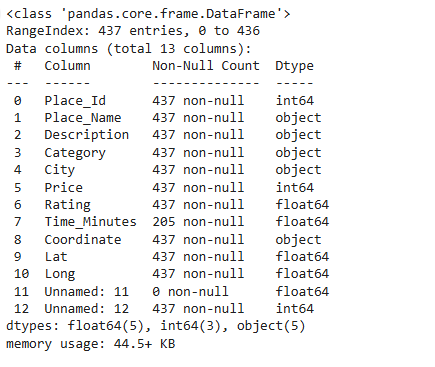 <class 'pandas.core.frame.DataFrame'>
RangeIndex: 437 entries, 0 to 436
Data columns (total 13 columns):
 #   Column        Non-Null Count  Dtype
---  ------        --------------  -----
 0   Place_Id      437 non-null    int64
 1   Place_Name    437 non-null    object
 2   Description   437 non-null    object
 3   Category      437 non-null    object
 4   City          437 non-null    object
 5   Price         437 non-null    int64
 6   Rating        437 non-null    float64
 7   Time_Minutes  205 non-null    float64
 8   Coordinate    437 non-null    object
 9   Lat           437 non-null    float64
 10  Long          437 non-null    float64
 11  Unnamed: 11   0 non-null      float64
 12  Unnamed: 12   437 non-null    int64
dtypes: float64(5), int64(3), object(5)
memory usage: 44.5+ KB